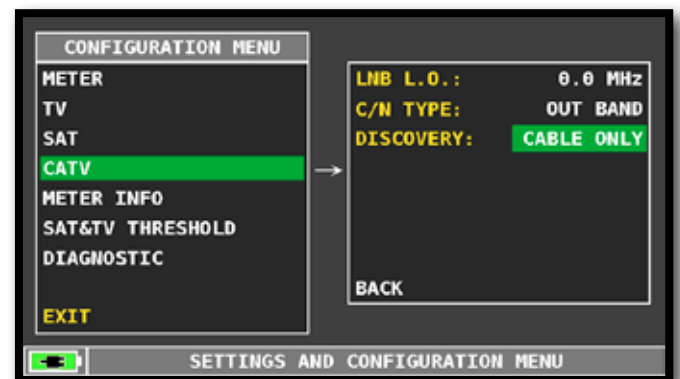 CONFIGURATION MENU
METER
TV
SAT
CATV
METER INFO
SAT&TV THRESHOLD
DIAGNOSTIC
EXIT
→
LNB L.O.: 0.0 MHz
C/N TYPE: OUT BAND
DISCOVERY: CABLE ONLY
BACK
SETTINGS AND CONFIGURATION MENU